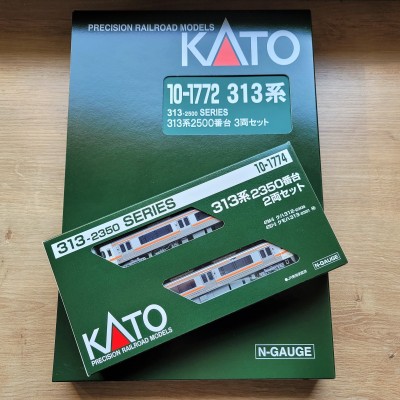 PRECISION RAILROAD MODELS
KATO
10-1772 313系
313-2500 SERIES
313系2500番台 3両セット
313-2350 SERIES
10-1774
313系2350番台
2両セット
KATO
PRECISION RAILROAD MODELS
N-GAUGE
N-GAUGE